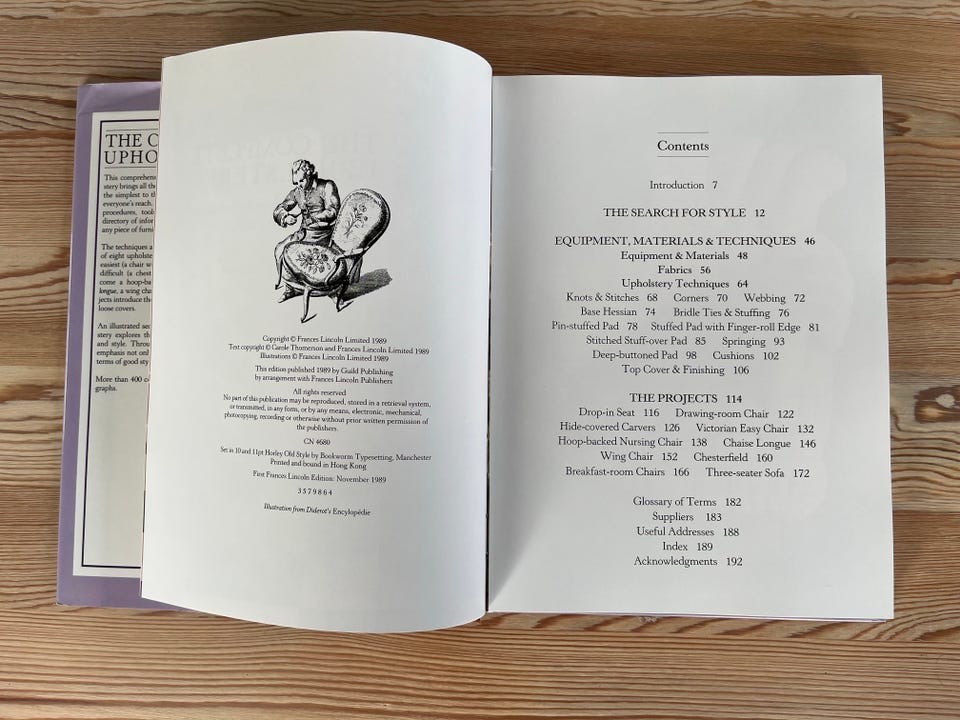 THE
UPHO
This comprehen
stery brings all th
the simplest to t
everyone's reach.
procedures, tool
directory of infor
any piece of furni
The techniques a
of eight upholste
easiest (a chair w
difficult (a chest
come a hoop-ba
longue, a wing cha
jects introduce the
loose covers.
An illustrated sec
stery explores th
and style. Throu
emphasis not onl
terms of good sty
More than 400 c
graphs.
Copyright © Frances Lincoln Limited 1989
Text copyright © Carole Thomerson and Frances Lincoln Limited 1989
Illustrations © Frances Lincoln Limited 1989
This edition published 1989 by Guild Publishing
by arrangement with Frances Lincoln Publishers
All rights reserved
No part of this publication may be reproduced, stored in a retrieval system,
or transmitted, in any form, or by any means, electronic, mechanical,
photocopying, recording or otherwise without prior written permission of
the publishers.
CN 4680
Set in 10 and 11pt Horley Old Style by Bookworm Typesetting, Manchester
Printed and bound in Hong Kong
First Frances Lincoln Edition: November 1989
3 5 7 9 8 6 4
Illustration from Diderot's Encylopédie
Contents
Introduction 7
THE SEARCH FOR STYLE 12
EQUIPMENT, MATERIALS & TECHNIQUES 46
Equipment & Materials 48
Fabrics 56
Upholstery Techniques 64
Knots & Stitches 68 Corners 70 Webbing 72
Base Hessian 74 Bridle Ties & Stuffing 76
Pin-stuffed Pad 78 Stuffed Pad with Finger-roll Edge 81
Stitched Stuff-over Pad 85 Springing 93
Deep-buttoned Pad 98 Cushions 102
Top Cover & Finishing 106
THE PROJECTS 114
Drop-in Seat 116 Drawing-room Chair 122
Hide-covered Carvers 126 Victorian Easy Chair 132
Hoop-backed Nursing Chair 138 Chaise Longue 146
Wing Chair 152 Chesterfield 160
Breakfast-room Chairs 166 Three-seater Sofa 172
Glossary of Terms 182
Suppliers 183
Useful Addresses 188
Index 189
Acknowledgments 192